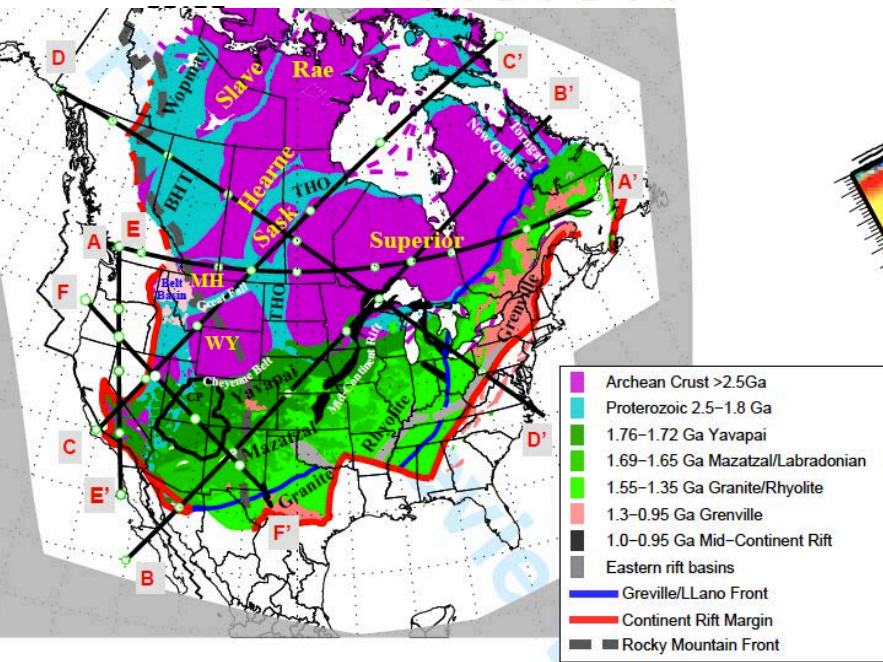 D
C'
B'
A'
Wopmay
Slave
Rae
Torngat
New Quebec
BHT
Hearne
THO
Sask
Superior
A
E
F
MH
Belt
Basin
Great Fall
THO
WY
Cheyenne Belt
CP
Yavapai
Mid-Continent Rift
Grenville
Mazatzal
Rhyolite
Granite
C
E'
F'
D'
B
Archean Crust >2.5Ga
Proterozoic 2.5−1.8 Ga
1.76−1.72 Ga Yavapai
1.69−1.65 Ga Mazatzal/Labradonian
1.55−1.35 Ga Granite/Rhyolite
1.3−0.95 Ga Grenville
1.0−0.95 Ga Mid−Continent Rift
Eastern rift basins
Greville/LLano Front
Continent Rift Margin
Rocky Mountain Front